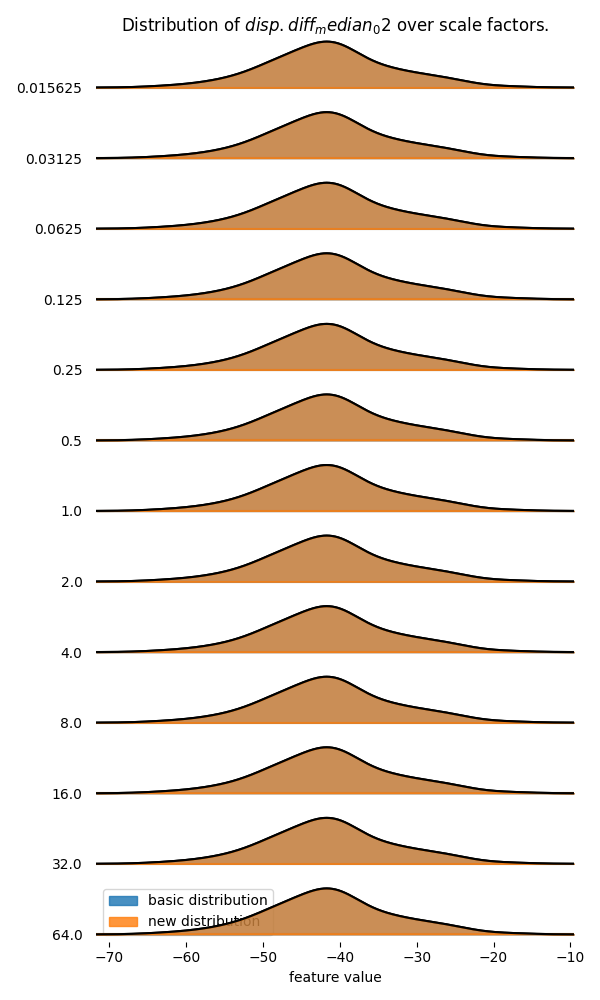 Distribution of disp. diffₘedian₀2 over scale factors.
0.015625
0.03125
0.0625
0.125
0.25
0.5
1.0
2.0
4.0
8.0
16.0
32.0
basic distribution
new distribution
64.0
−70 −60 −50 −40 −30 −20 −10
feature value